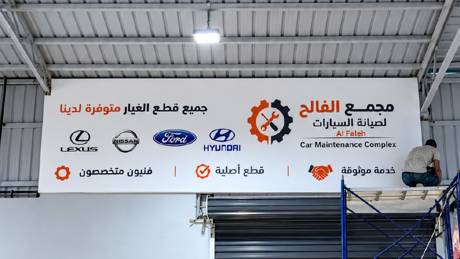 مجمع الفالح
لصيانة السيارات
Al Faleh
Car Maintenance Complex
جميع قطع الغيار متوفرة لدينا
LEXUS
NISSAN
Ford
HYUNDAI
خدمة موثوقة
قطع أصلية
فنيون متخصصون